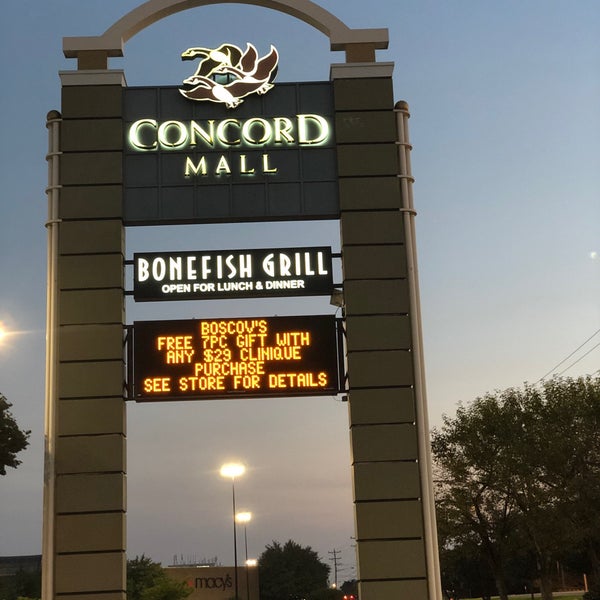 CONCORD
MALL
BONEFISH GRILL
OPEN FOR LUNCH & DINNER
BOSCOV'S
FREE 7PC GIFT WITH
ANY $29 CLINIQUE
PURCHASE
SEE STORE FOR DETAILS
macy's